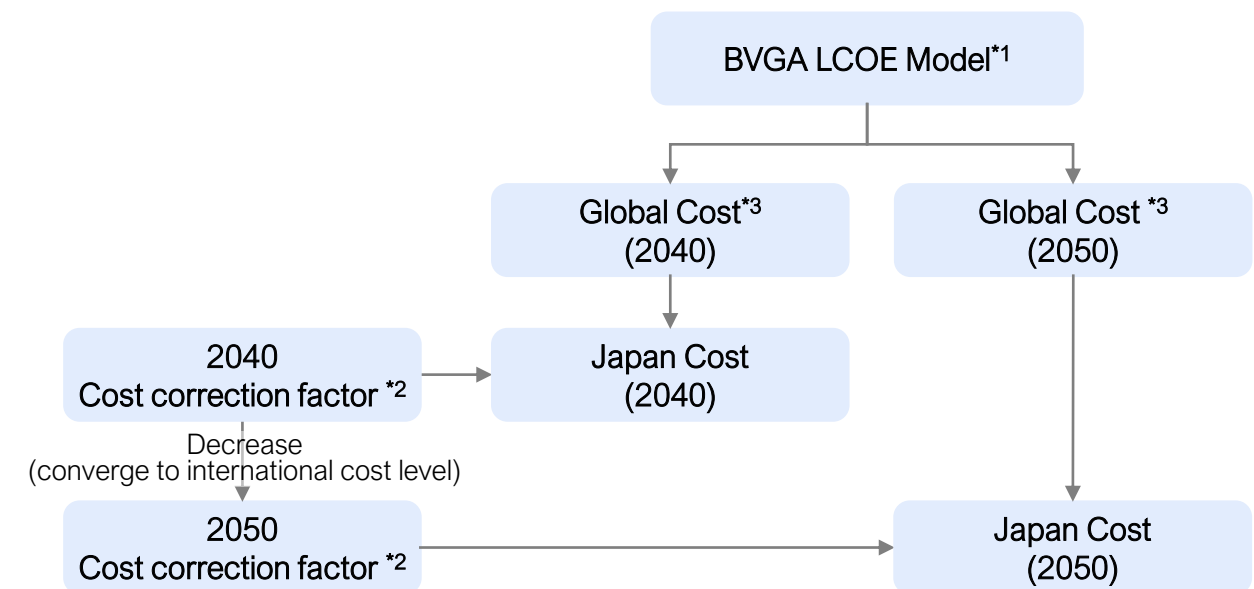 BVGA LCOE Model*1
Global Cost*3
(2040)
Global Cost *3
(2050)
2040
Cost correction factor *2
Japan Cost
(2040)
Decrease
(converge to international cost level)
2050
Cost correction factor *2
Japan Cost
(2050)